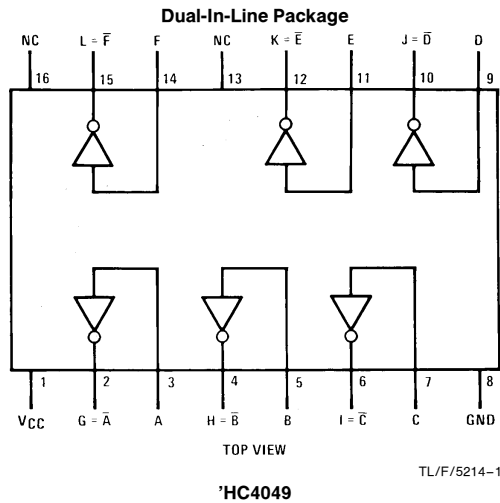 Dual-In-Line Package
NC L = F̅ F NC K = E̅ E J = D̅ D
16 15 14 13 12 11 10 9
1 2 3 4 5 6 7 8
VCC G = A̅ A H = B̅ B I = C̅ C GND
TOP VIEW
TL/F/5214–1
'HC4049